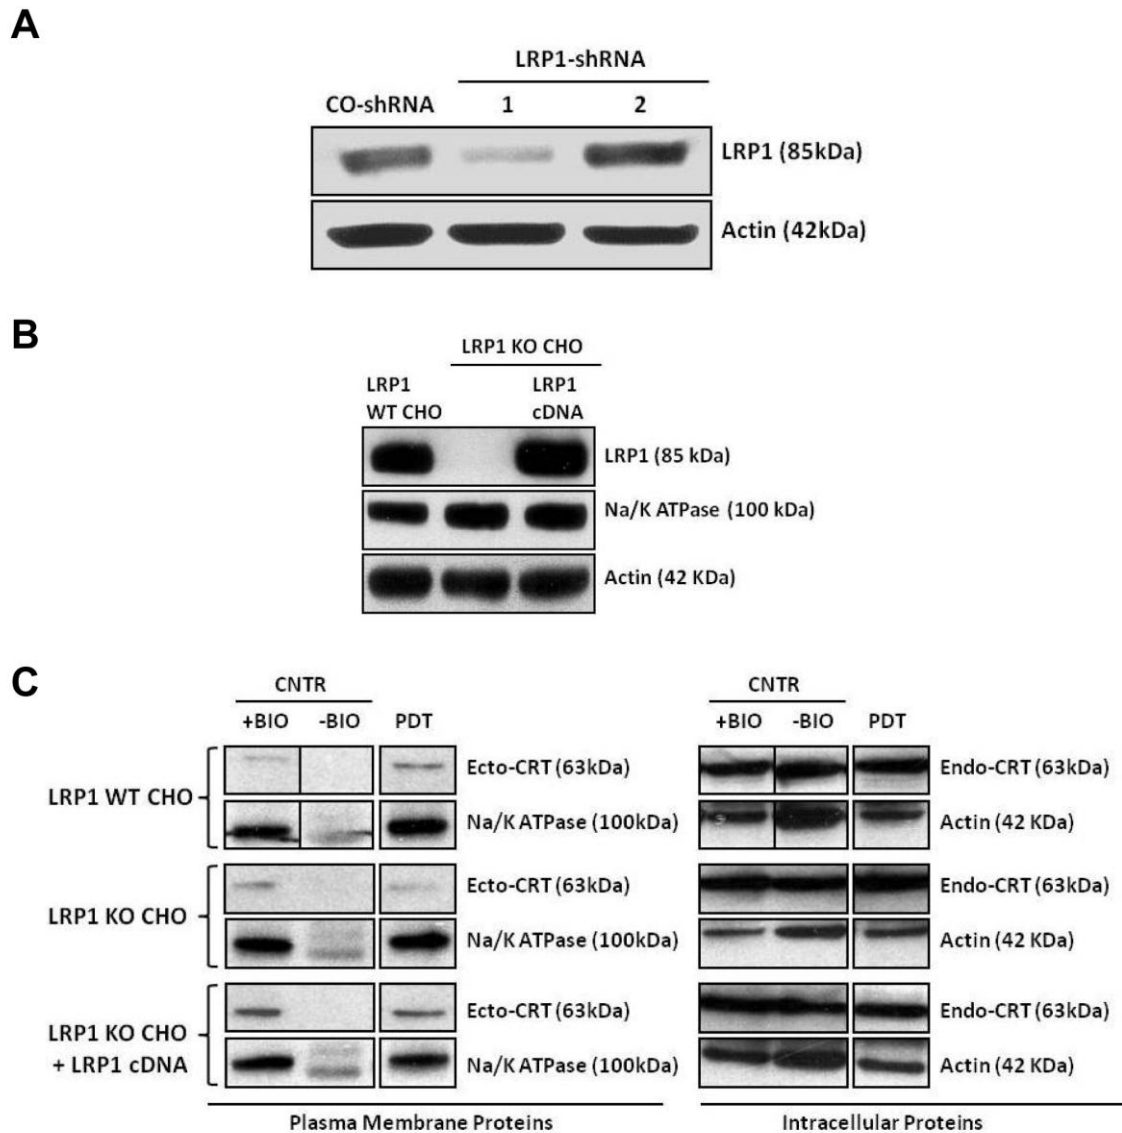 A
LRP1-shRNA
CO-shRNA 1 2
LRP1 (85kDa)
Actin (42kDa)
B
LRP1 KO CHO
LRP1 WT CHO
LRP1 cDNA
LRP1 (85 kDa)
Na/K ATPase (100 kDa)
Actin (42 KDa)
C
CNTR
+BIO -BIO PDT
LRP1 WT CHO
Ecto-CRT (63kDa)
Na/K ATPase (100kDa)
LRP1 KO CHO
Ecto-CRT (63kDa)
Na/K ATPase (100kDa)
LRP1 KO CHO
+ LRP1 cDNA
Ecto-CRT (63kDa)
Na/K ATPase (100kDa)
Plasma Membrane Proteins
CNTR
+BIO -BIO PDT
Endo-CRT (63kDa)
Actin (42 KDa)
Endo-CRT (63kDa)
Actin (42 KDa)
Endo-CRT (63kDa)
Actin (42 KDa)
Intracellular Proteins